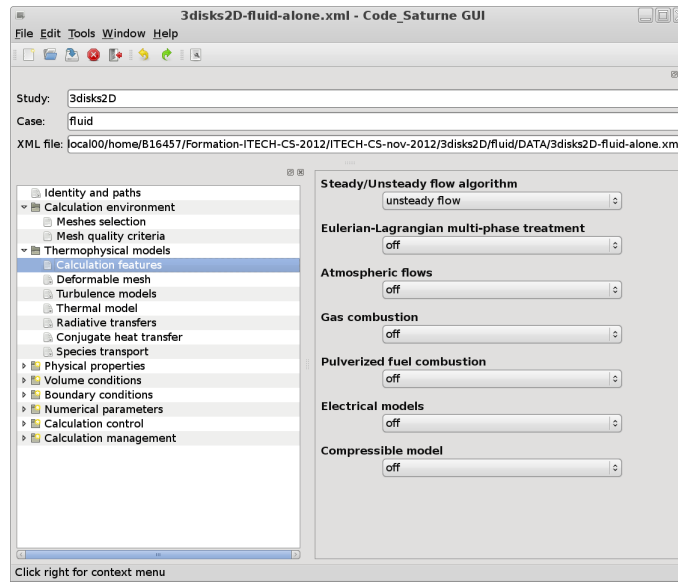 3disks2D-fluid-alone.xml - Code_Saturne GUI
File Edit Tools Window Help
Study: 3disks2D
Case: fluid
XML file: local00/home/B16457/Formation-ITECH-CS-2012/ITECH-CS-nov-2012/3disks2D/fluid/DATA/3disks2D-fluid-alone.xm
Identity and paths
Calculation environment
Meshes selection
Mesh quality criteria
Thermophysical models
Calculation features
Deformable mesh
Turbulence models
Thermal model
Radiative transfers
Conjugate heat transfer
Species transport
Physical properties
Volume conditions
Boundary conditions
Numerical parameters
Calculation control
Calculation management
Steady/Unsteady flow algorithm
unsteady flow
Eulerian-Lagrangian multi-phase treatment
off
Atmospheric flows
off
Gas combustion
off
Pulverized fuel combustion
off
Electrical models
off
Compressible model
off
Click right for context menu